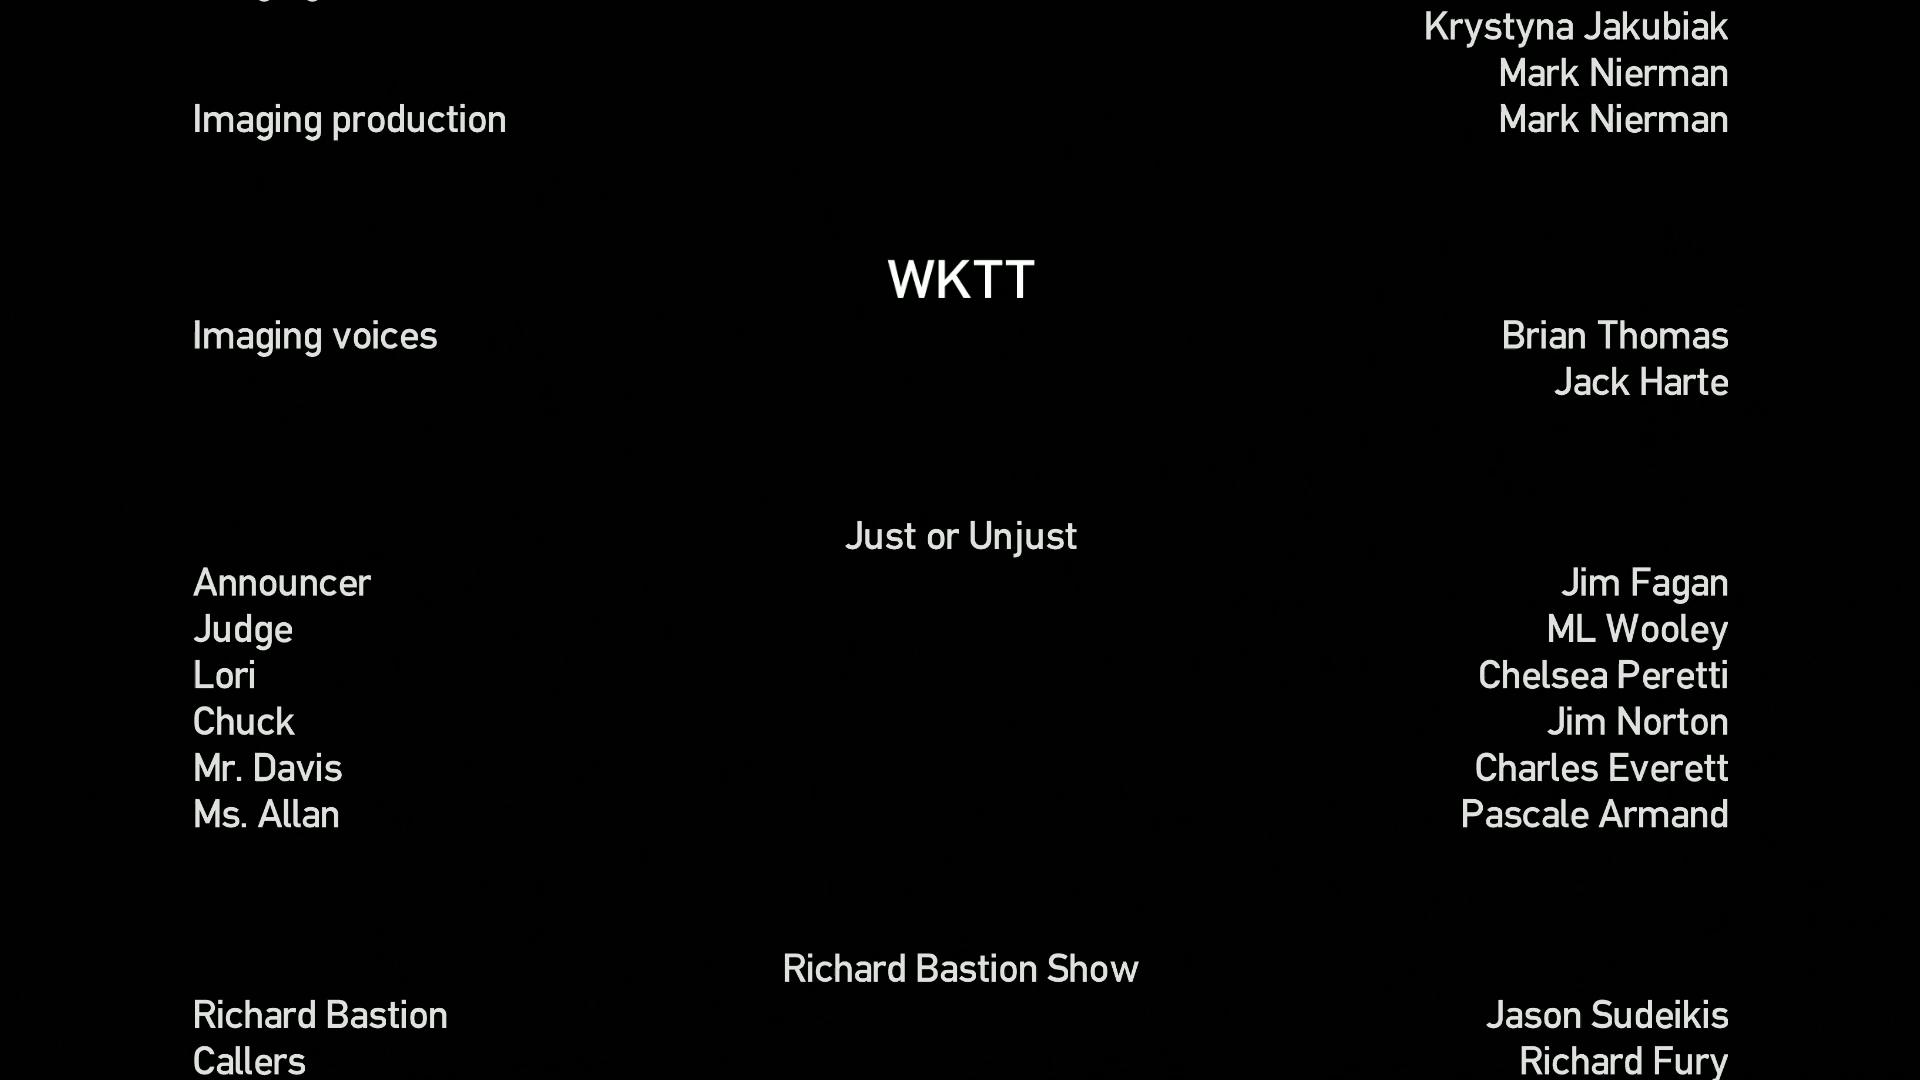 Krystyna Jakubiak
Mark Nierman
Imaging production Mark Nierman
WKTT
Imaging voices Brian Thomas
Jack Harte
Just or Unjust
Announcer Jim Fagan
Judge ML Wooley
Lori Chelsea Peretti
Chuck Jim Norton
Mr. Davis Charles Everett
Ms. Allan Pascale Armand
Richard Bastion Show
Richard Bastion Jason Sudeikis
Callers Richard Fury